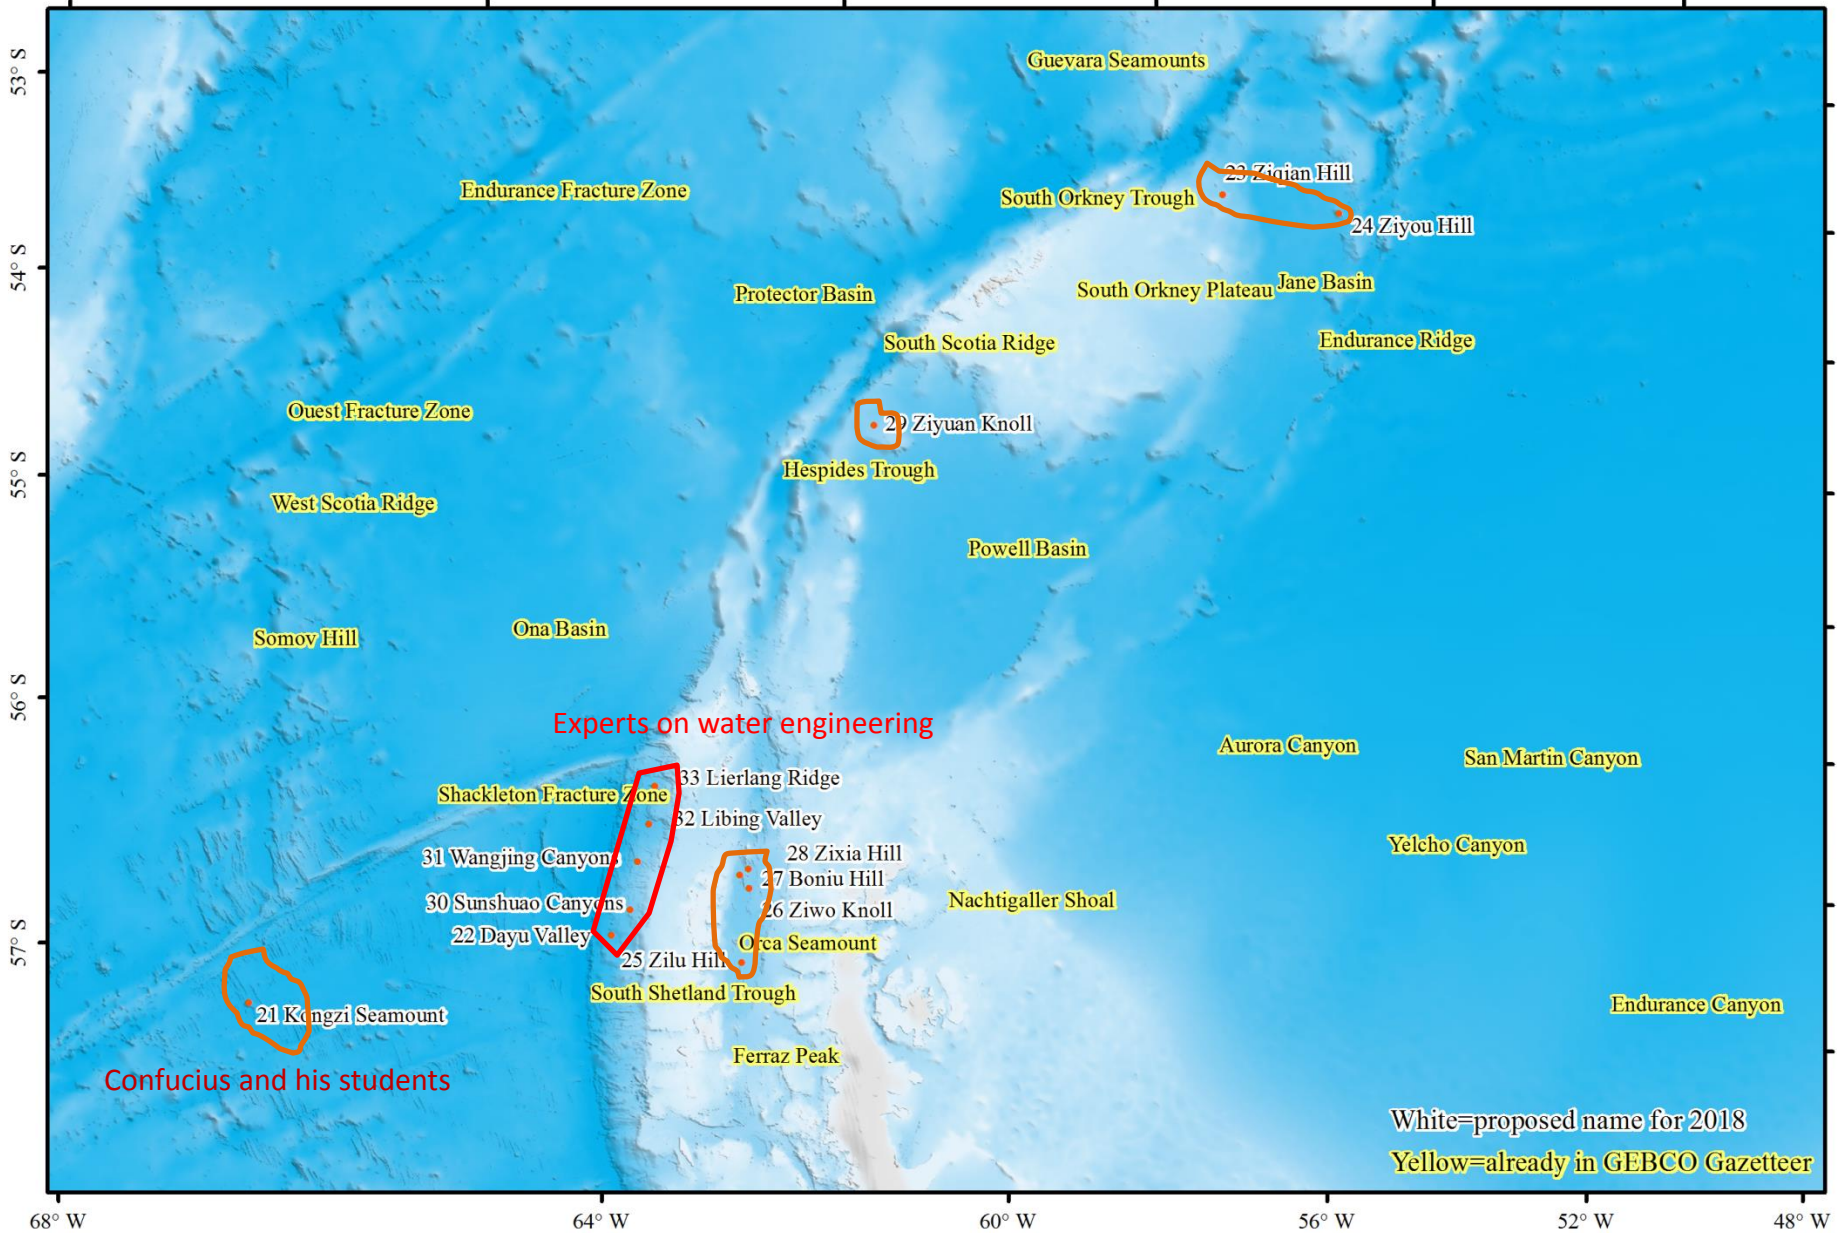 53° S
Guevara Seamounts
23 Ziqian Hill
Endurance Fracture Zone
South Orkney Trough
24 Ziyou Hill
54° S
Protector Basin
South Orkney Plateau
Jane Basin
South Scotia Ridge
Endurance Ridge
Quest Fracture Zone
29 Ziyuan Knoll
55° S
Hespides Trough
West Scotia Ridge
Powell Basin
Somov Hill
Ona Basin
56° S
Experts on water engineering
Aurora Canyon
San Martin Canyon
33 Lierlang Ridge
Shackleton Fracture Zone
32 Libing Valley
Yelcho Canyon
31 Wangjing Canyons
28 Zixia Hill
27 Boniu Hill
30 Sunshuao Canyons
26 Ziwo Knoll
Nachtigaller Shoal
22 Dayu Valley
57° S
Orca Seamount
25 Zilu Hill
South Shetland Trough
21 Kongzi Seamount
Endurance Canyon
Ferraz Peak
Confucius and his students
White=proposed name for 2018
Yellow=already in GEBCO Gazetteer
68° W
64° W
60° W
56° W
52° W
48° W